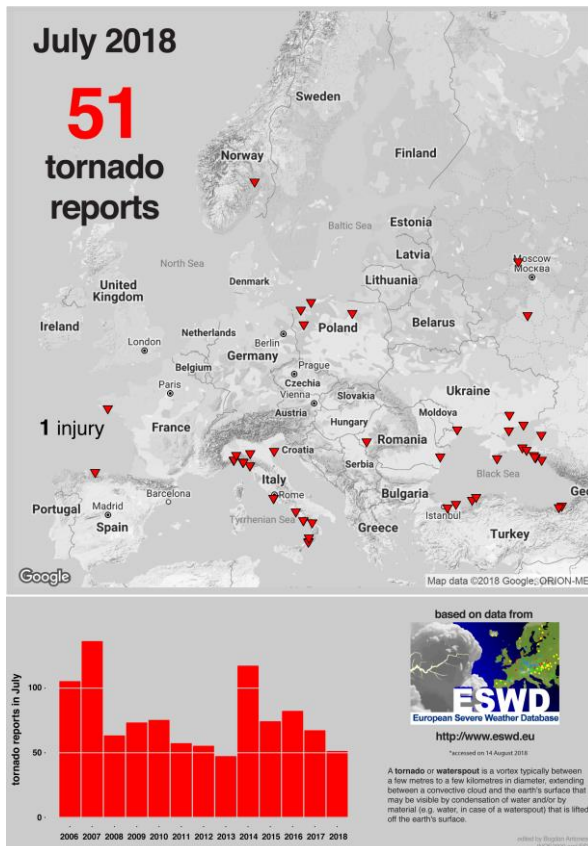 July 2018
51
tornado
reports
1 injury
Sweden
Norway
Finland
Baltic Sea
Estonia
Latvia
Lithuania
Moscow
Москва
North Sea
Denmark
United
Kingdom
Ireland
London
Netherlands
Berlin
Poland
Belarus
Germany
Belgium
Prague
Czechia
Paris
Vienna
Slovakia
Ukraine
Austria
Hungary
Moldova
France
Croatia
Romania
Serbia
Italy
Rome
Black Sea
Bulgaria
Barcelona
Portugal
Madrid
Spain
Tyrrhenian Sea
Istanbul
Greece
Turkey
Geo
Google
Map data ©2018 Google, ORION-ME
tornado reports in July
100
50
0
2006 2007 2008 2009 2010 2011 2012 2013 2014 2015 2016 2017 2018
based on data from
ESWD
European Severe Weather Database
http://www.eswd.eu
*accessed on 14 August 2018
A tornado or waterspout is a vortex typically between
a few metres to a few kilometres in diameter, extending
between a convective cloud and the earth's surface that
may be visible by condensation of water and/or by
material (e.g. water, in case of a waterspout) that is lifted
off the earth's surface.